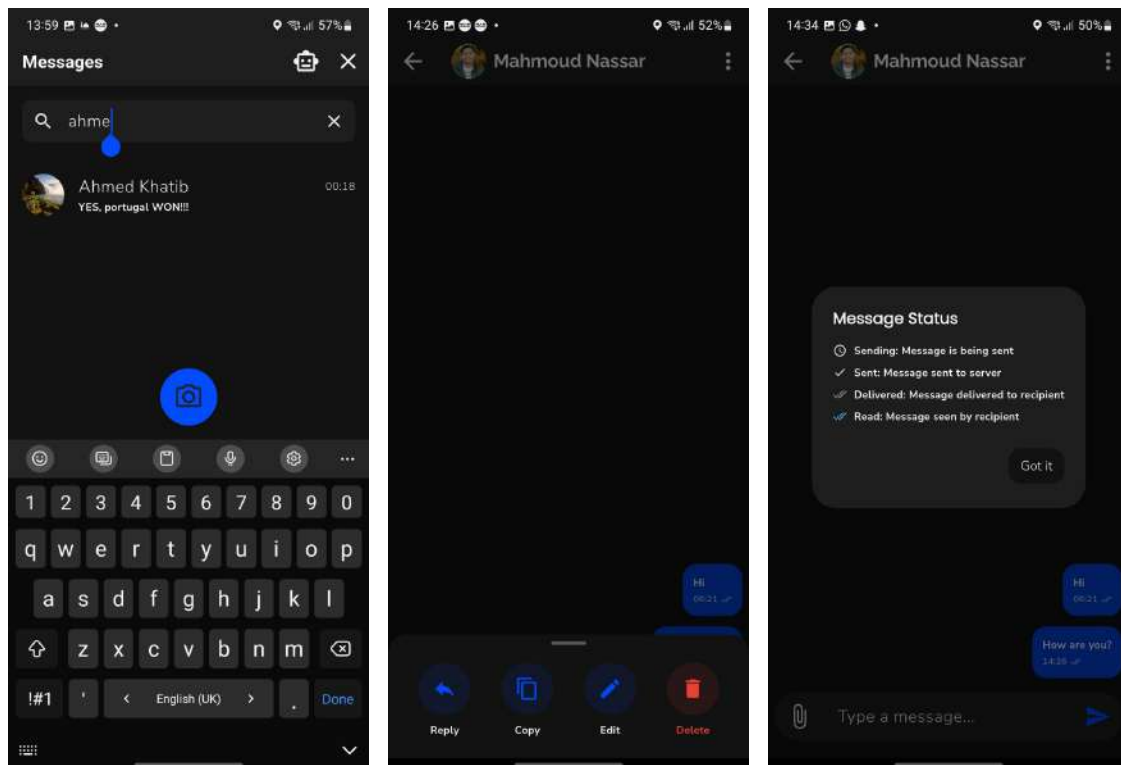 13:59
57%
Messages
ahme
Ahmed Khatib
00:18
YES, portugal WON!!!
1 2 3 4 5 6 7 8 9 0
q w e r t y u i o p
a s d f g h j k l
z x c v b n m
!#1 ' < English (UK) > . Done
14:26
52%
Mahmoud Nassar
Hi
00:21
Reply Copy Edit Delete
14:34
50%
Mahmoud Nassar
Message Status
Sending: Message is being sent
Sent: Message sent to server
Delivered: Message delivered to recipient
Read: Message seen by recipient
Got it
Hi
00:21
How are you?
14:26
Type a message...